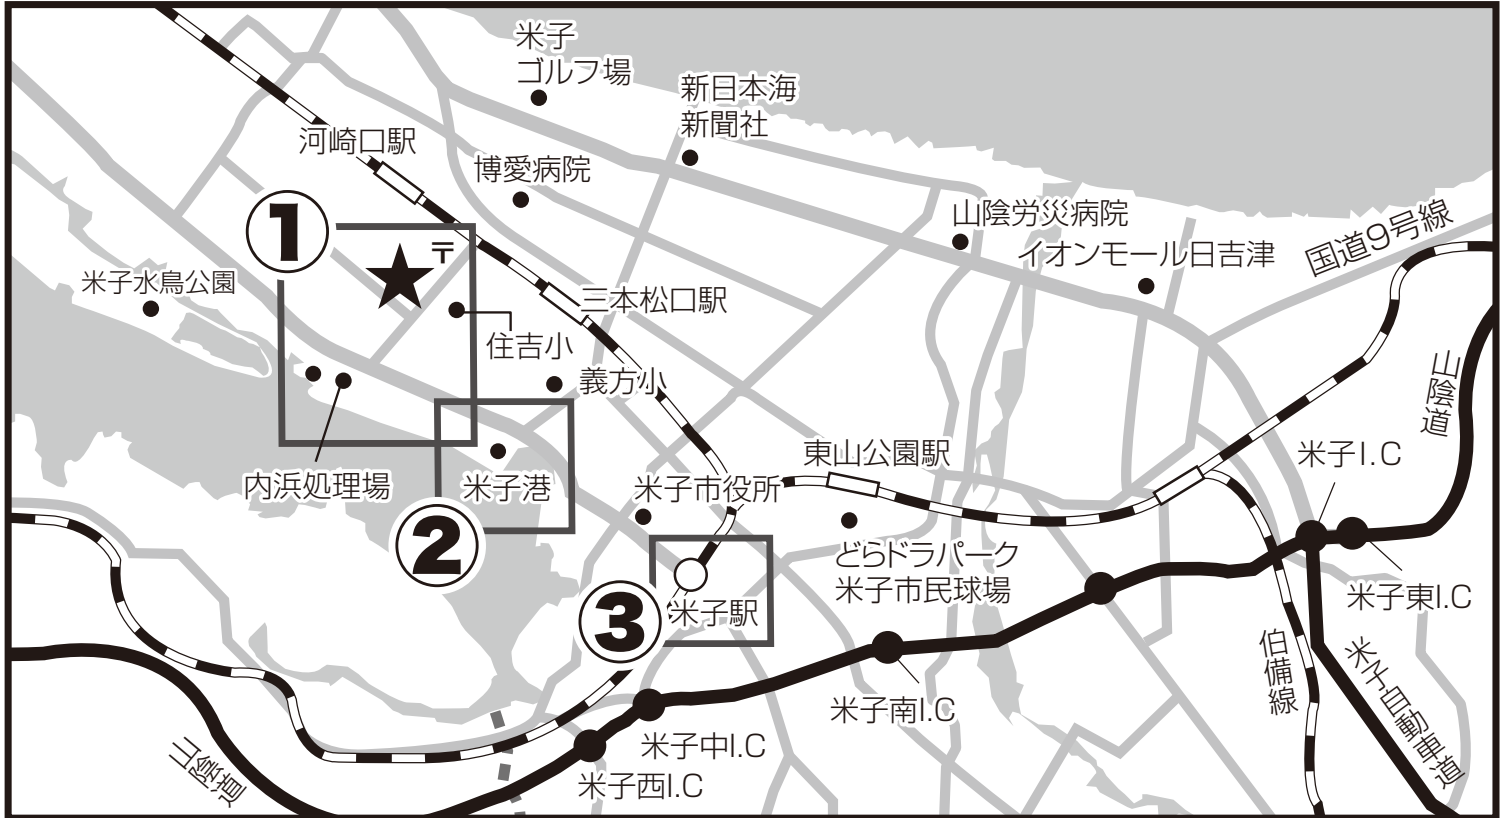 米子
ゴルフ場
新日本海
新聞社
河崎口駅
博愛病院
山陰労災病院
イオンモール日吉津
国道9号線
①
〒
米子水鳥公園
三本松口駅
住吉小
義方小
山陰道
東山公園駅
米子I.C
内浜処理場
米子港
米子市役所
②
どらドラパーク
米子市民球場
米子東I.C
③
米子駅
伯備線
米子自動車道
米子南I.C
米子中I.C
山陰道
米子西I.C